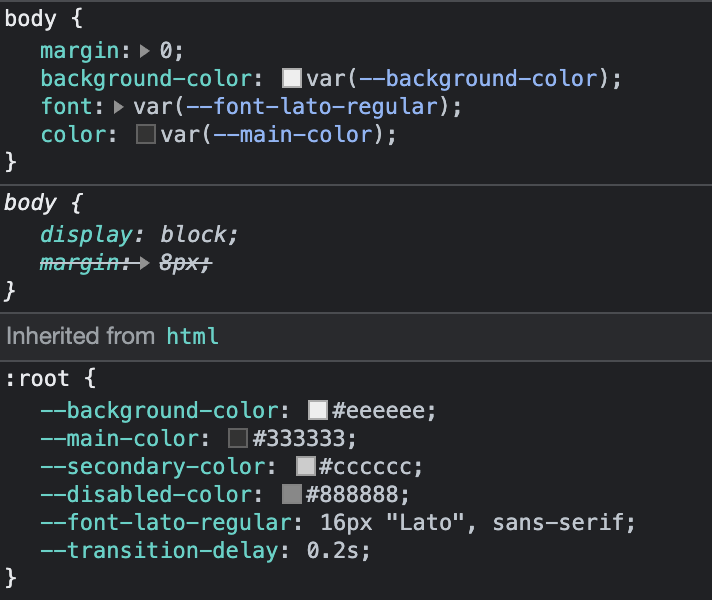 body {
margin: 0;
background-color: var(--background-color);
font: var(--font-lato-regular);
color: var(--main-color);
}
body {
display: block;
margin: 8px;
}
Inherited from html
:root {
--background-color: #eeeeee;
--main-color: #333333;
--secondary-color: #cccccc;
--disabled-color: #888888;
--font-lato-regular: 16px "Lato", sans-serif;
--transition-delay: 0.2s;
}